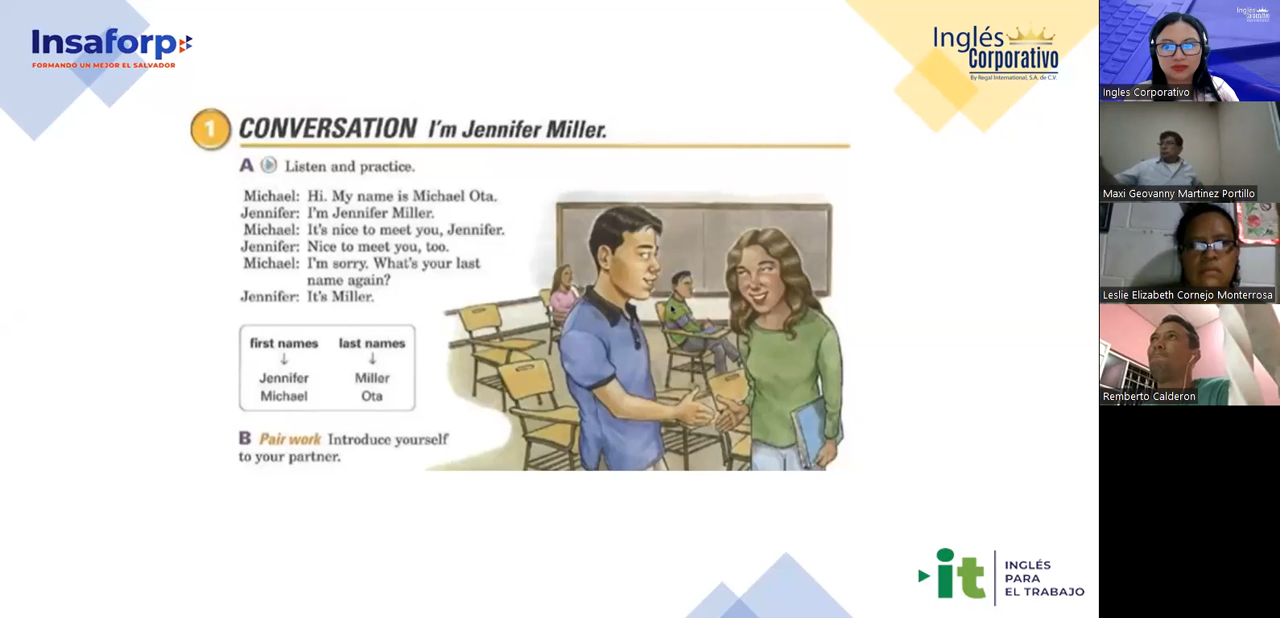 Insaforp
FORMANDO UN MEJOR EL SALVADOR
Inglés
Corporativo
By Regal International, S.A. de C.V.
1 CONVERSATION I'm Jennifer Miller.
A Listen and practice.
Michael: Hi. My name is Michael Ota.
Jennifer: I'm Jennifer Miller.
Michael: It's nice to meet you, Jennifer.
Jennifer: Nice to meet you, too.
Michael: I'm sorry. What's your last
name again?
Jennifer: It's Miller.
first names last names
Jennifer Miller
Michael Ota
B Pair work Introduce yourself
to your partner.
it
INGLÉS
PARA
EL TRABAJO
Ingles Corporativo
Maxi Geovanny Martinez Portillo
Leslie Elizabeth Cornejo Monterrosa
Remberto Calderon